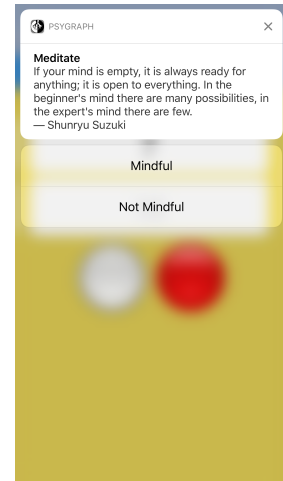 PSYGRAPH
Meditate
If your mind is empty, it is always ready for
anything; it is open to everything. In the
beginner's mind there are many possibilities, in
the expert's mind there are few.
— Shunryu Suzuki
Mindful
Not Mindful